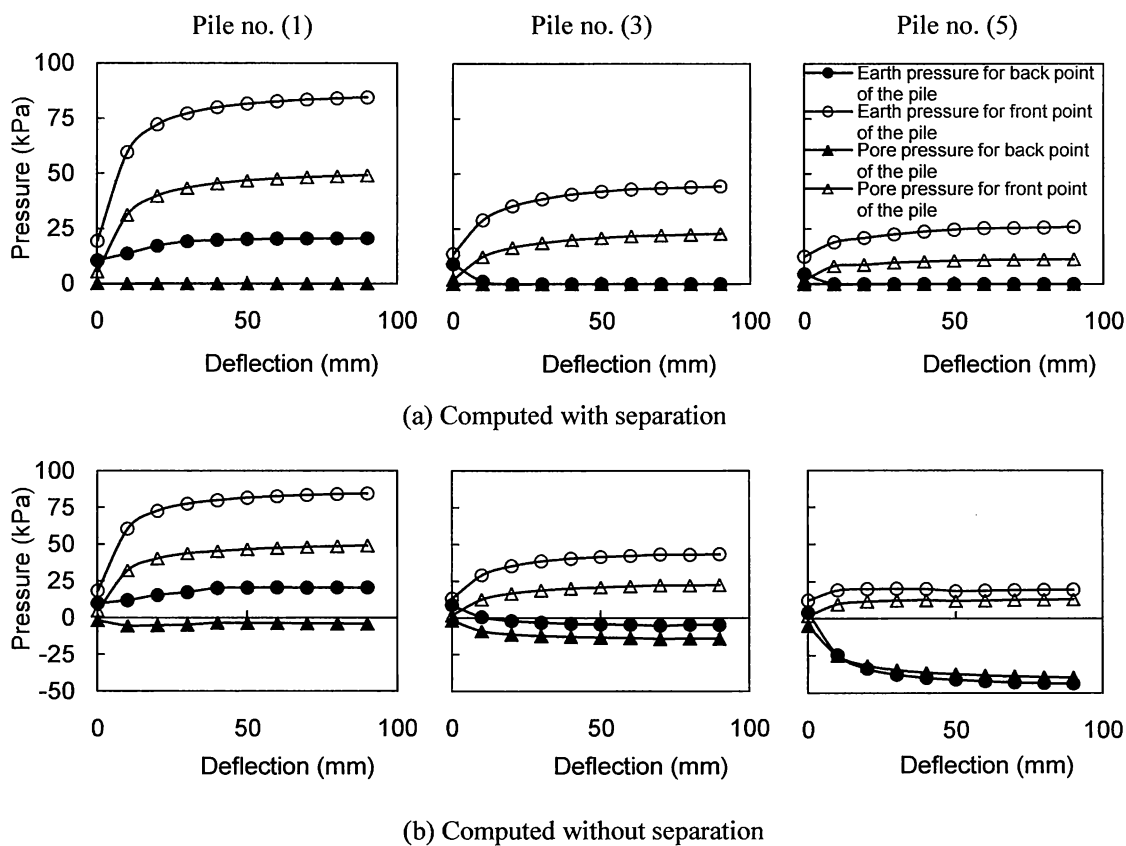 Pile no. (1)
Pile no. (3)
Pile no. (5)
100
75
50
25
0
Pressure (kPa)
0 50 100
Deflection (mm)
0 50 100
Deflection (mm)
Earth pressure for back point
of the pile
Earth pressure for front point
of the pile
Pore pressure for back point
of the pile
Pore pressure for front point
of the pile
0 50 100
Deflection (mm)
(a) Computed with separation
100
75
50
25
0
-25
-50
Pressure (kPa)
0 50 100
Deflection (mm)
0 50 100
Deflection (mm)
0 50 100
Deflection (mm)
(b) Computed without separation